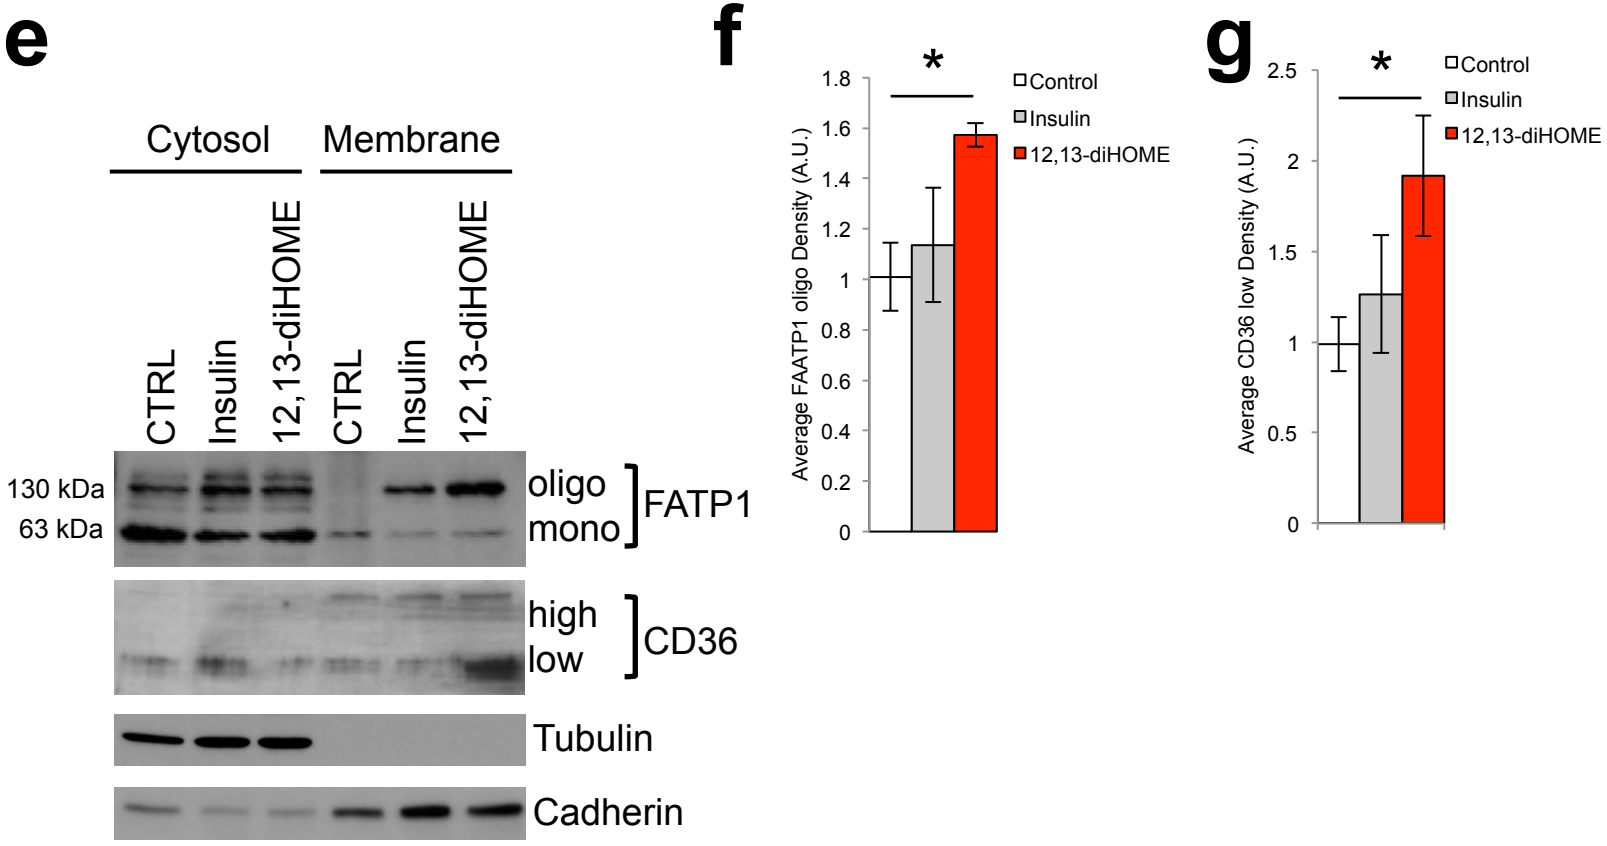 e
Cytosol Membrane
CTRL
Insulin
12,13-diHOME
CTRL
Insulin
12,13-diHOME
130 kDa
63 kDa
oligo
mono
FATP1
high
low
CD36
Tubulin
Cadherin
f
*
Control
Insulin
12,13-diHOME
Average FAATP1 oligo Density (A.U.)
1.8
1.6
1.4
1.2
1
0.8
0.6
0.4
0.2
0
g
*
Control
Insulin
12,13-diHOME
Average CD36 low Density (A.U.)
2.5
2
1.5
1
0.5
0